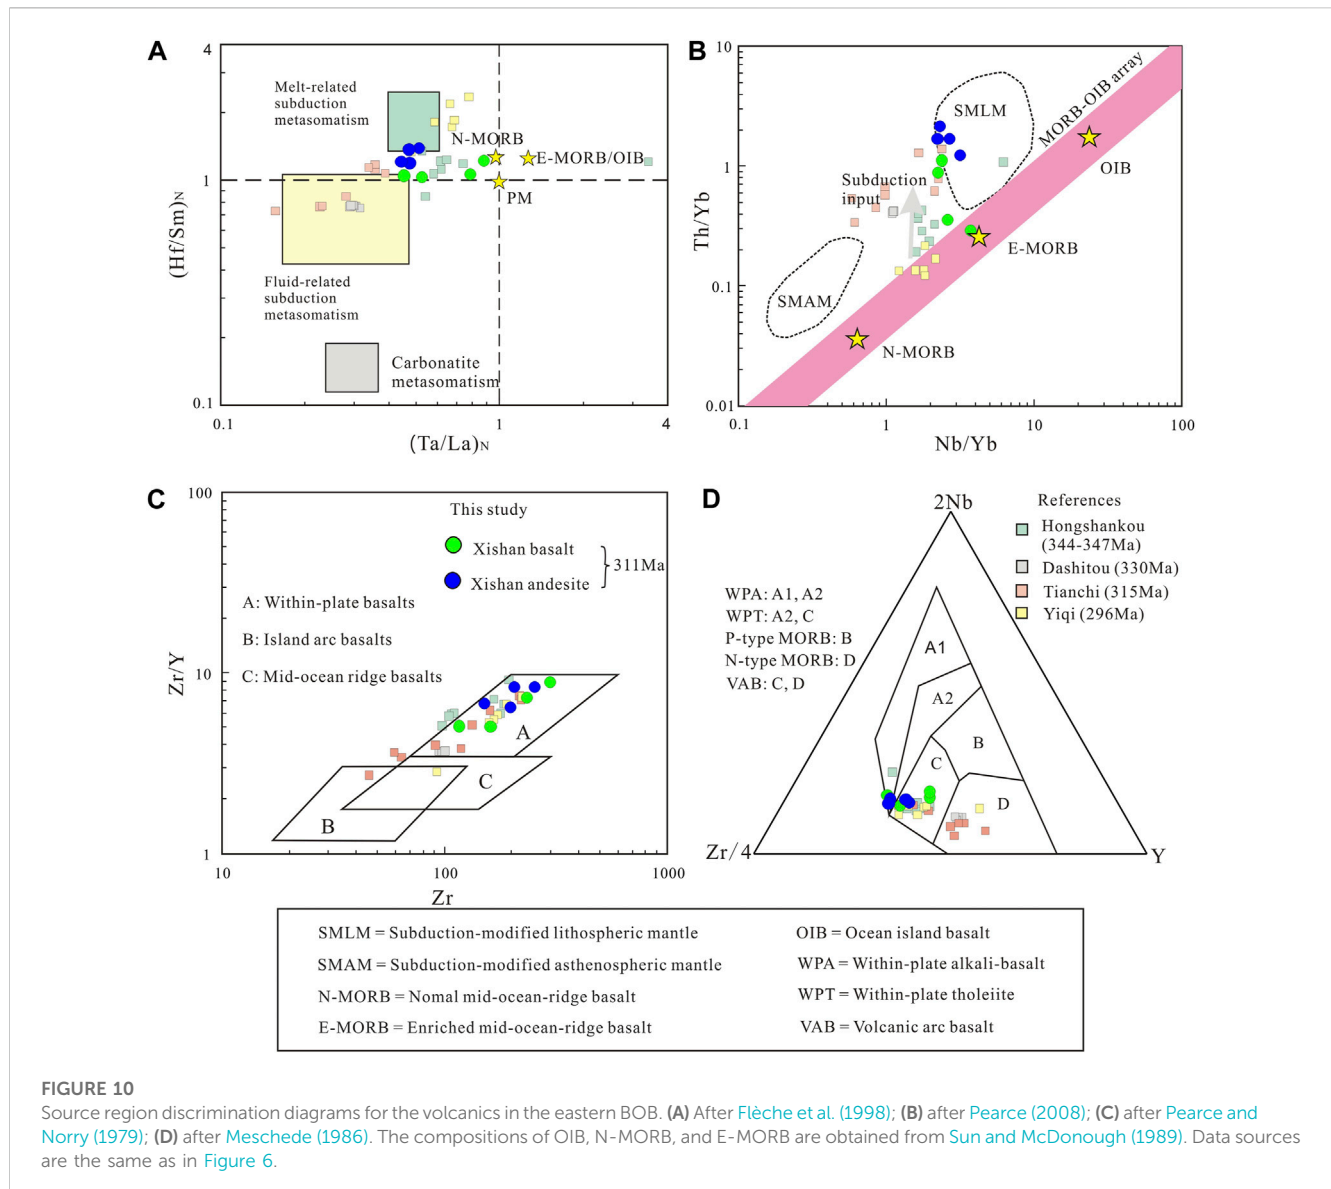 A
4
Melt-related
subduction
metasomatism
N-MORB
E-MORB/OIB
1
PM
(Hf/Sm)N
Fluid-related
subduction
metasomatism
Carbonatite
metasomatism
0.1
0.1
1
4
(Ta/La)N
B
10
SMLM
MORB-OIB array
OIB
1
Subduction
input
Th/Yb
E-MORB
0.1
SMAM
N-MORB
0.01
0.1
1
10
100
Nb/Yb
C
100
This study
Xishan basalt
311Ma
Xishan andesite
A: Within-plate basalts
B: Island arc basalts
C: Mid-ocean ridge basalts
Zr/Y
10
A
C
B
1
10
100
1000
Zr
D
2Nb
References
Hongshankou
(344-347Ma)
Dashitou (330Ma)
Tianchi (315Ma)
Yiqi (296Ma)
WPA: A1, A2
WPT: A2, C
P-type MORB: B
N-type MORB: D
VAB: C, D
A1
A2
B
C
D
Zr/4
Y
SMLM = Subduction-modified lithospheric mantle
SMAM = Subduction-modified asthenospheric mantle
N-MORB = Nomal mid-ocean-ridge basalt
E-MORB = Enriched mid-ocean-ridge basalt
OIB = Ocean island basalt
WPA = Within-plate alkali-basalt
WPT = Within-plate tholeiite
VAB = Volcanic arc basalt
FIGURE 10
Source region discrimination diagrams for the volcanics in the eastern BOB. (A) After Flèche et al. (1998); (B) after Pearce (2008); (C) after Pearce and
Norry (1979); (D) after Meschede (1986). The compositions of OIB, N-MORB, and E-MORB are obtained from Sun and McDonough (1989). Data sources
are the same as in Figure 6.